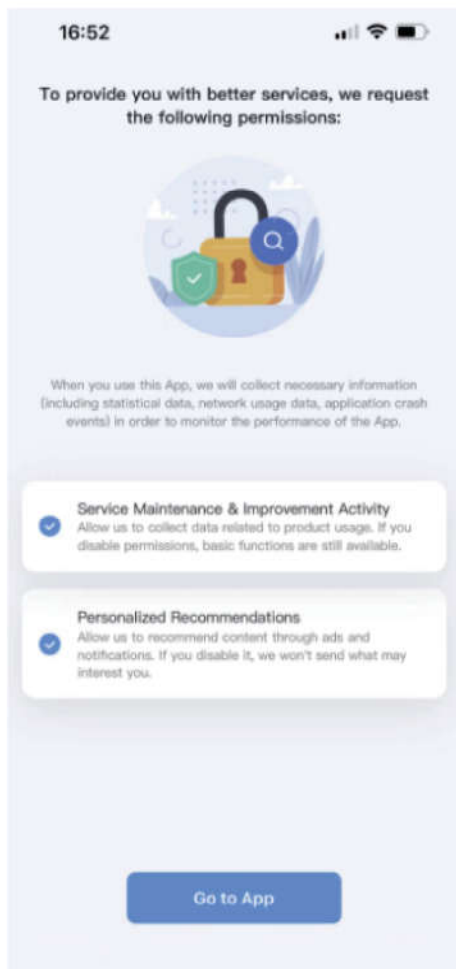 16:52
To provide you with better services, we request
the following permissions:
When you use this App, we will collect necessary information
(including statistical data, network usage data, application crash
events) in order to monitor the performance of the App.
Service Maintenance & Improvement Activity
Allow us to collect data related to product usage. If you
disable permissions, basic functions are still available.
Personalized Recommendations
Allow us to recommend content through ads and
notifications. If you disable it, we won't send what may
interest you.
Go to App